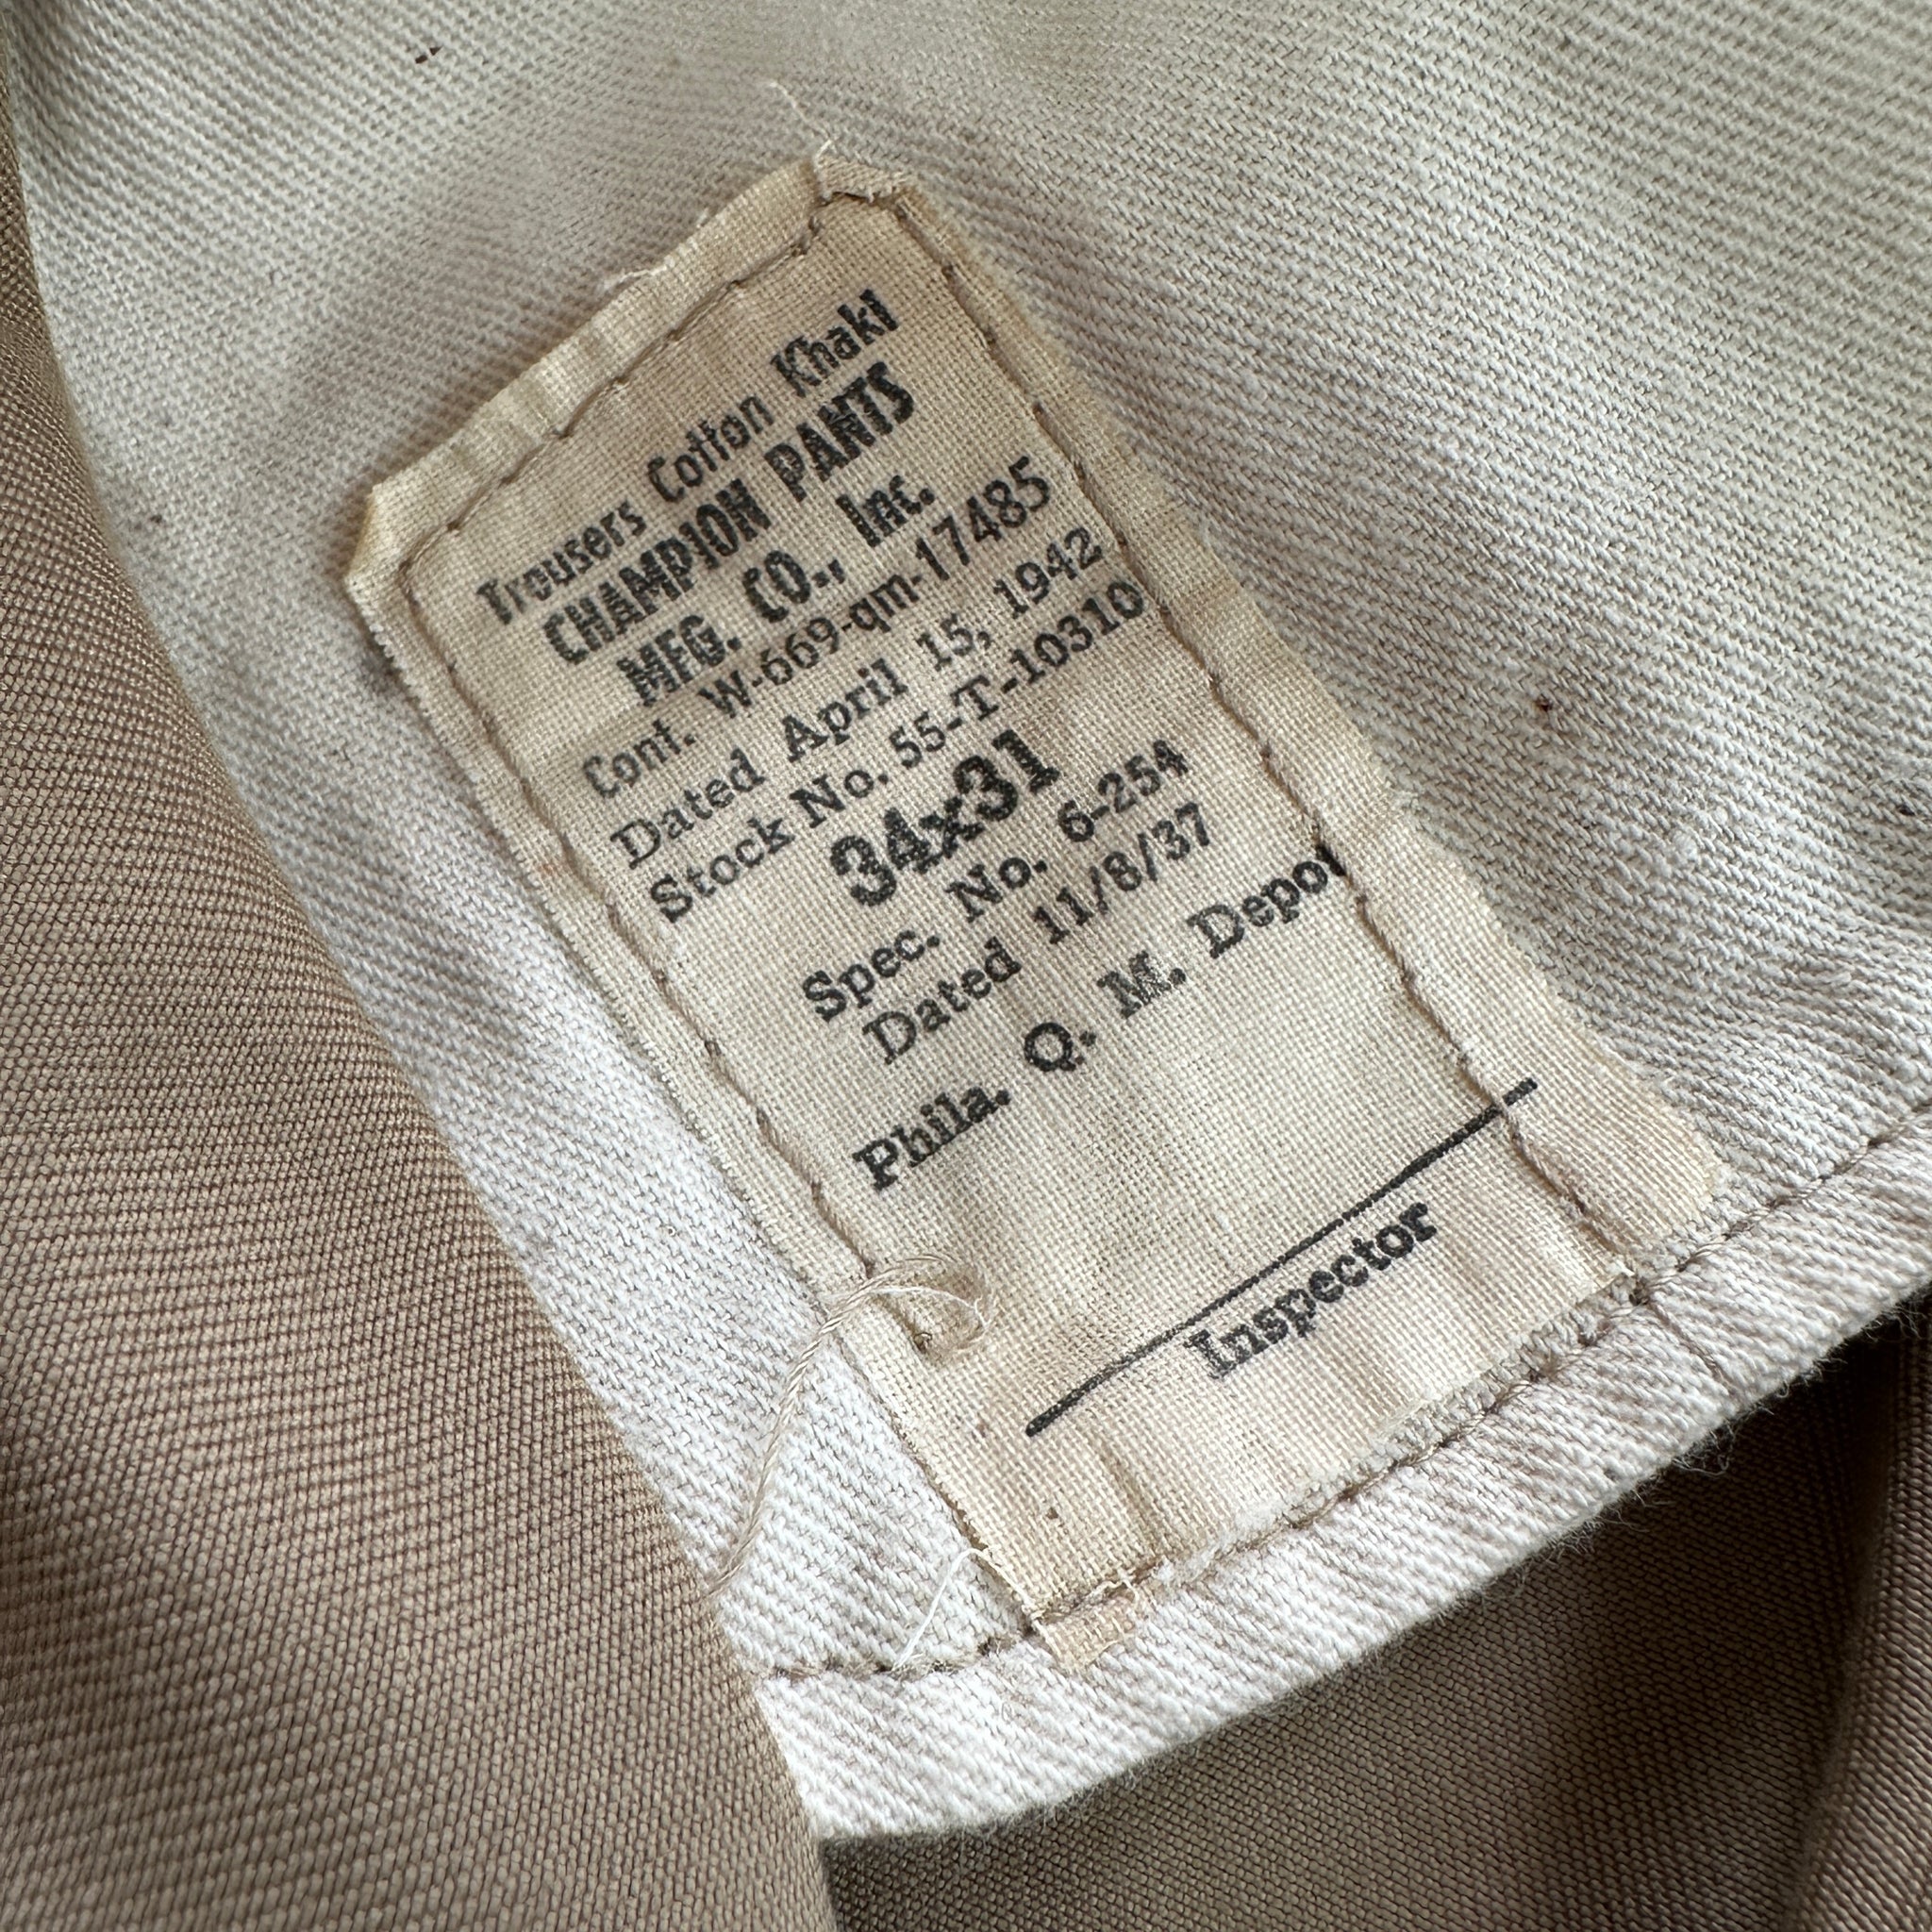 Trousers Cotton Khaki
CHAMPION PANTS
MFG. CO., Inc.
Cont. W-669-qm-17485
Dated April 15, 1942
Stock No. 55-T-10310
34x31
Spec. No. 6-254
Dated 11/8/37
Phila. Q. M. Depot
Inspector